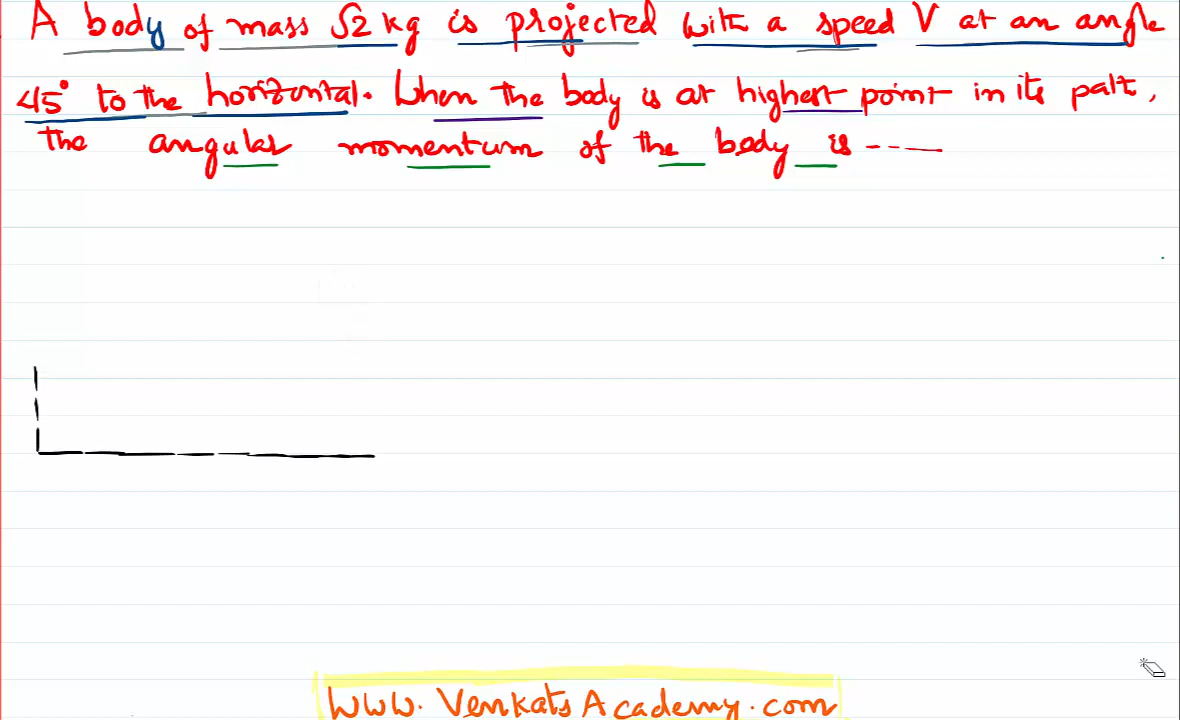 A body of mass √2 kg is projected with a speed V at an angle
45° to the horizontal. When the body is at highest point in its path,
the angular momentum of the body is -----
www.VenkatsAcademy.com